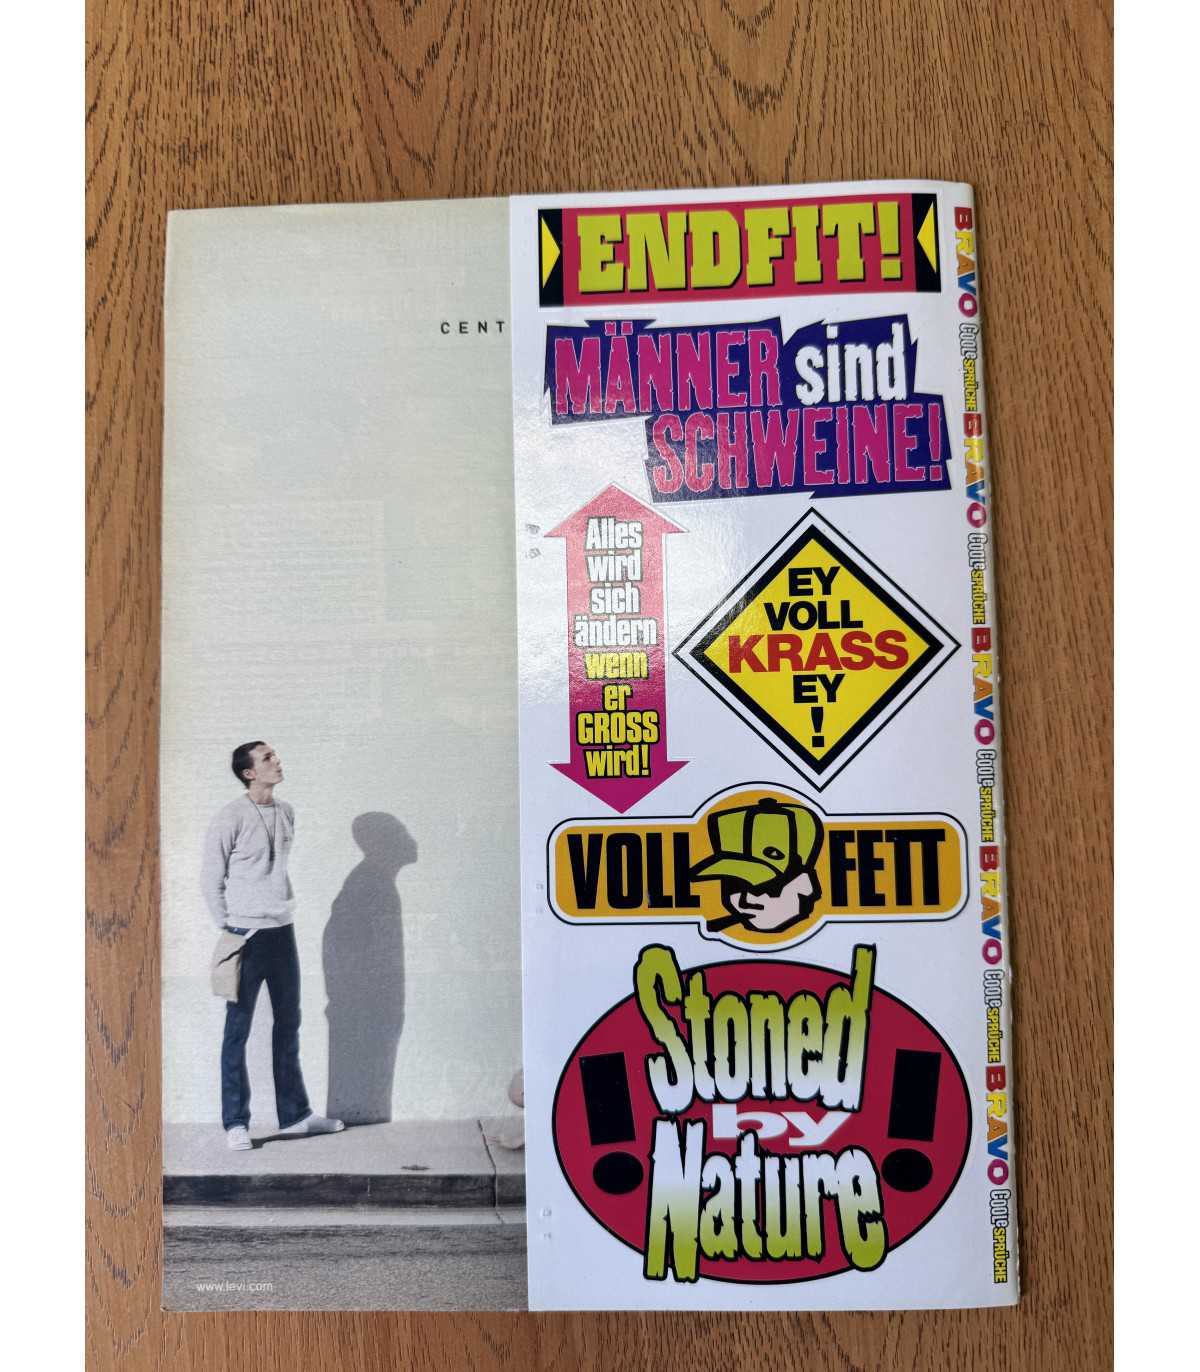 CENT
www.levi.com
ENDFIT!
MÄNNER sind
SCHWEINE!
Alles
wird
sich
ändern
wenn
er
GROSS
wird!
EY
VOLL
KRASS
EY
!
VOLL FETT
Stoned
by
Nature
! !
BRAVO Coole SPRÜCHE BRAVO Coole SPRÜCHE BRAVO Coole SPRÜCHE BRAVO Coole SPRÜCHE BRAVO Coole SPRÜCHE